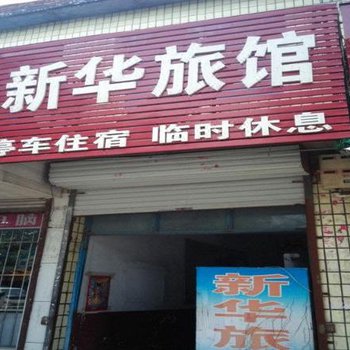 新华旅馆
停车住宿 临时休息
新
华
旅